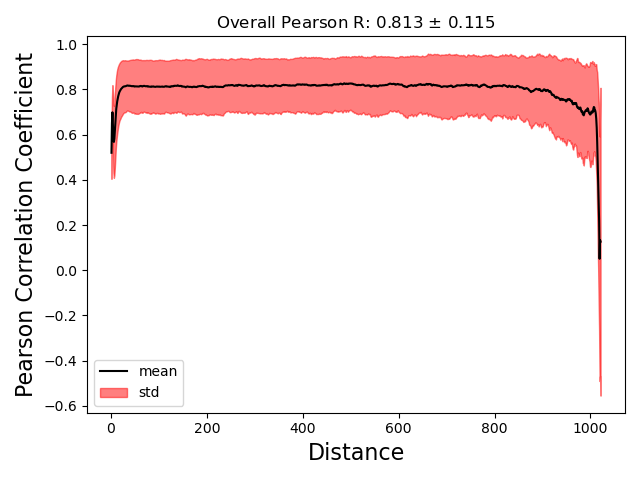 Overall Pearson R: 0.813 ± 0.115
Pearson Correlation Coefficient
1.0
0.8
0.6
0.4
0.2
0.0
−0.2
−0.4
−0.6
mean
std
0 200 400 600 800 1000
Distance